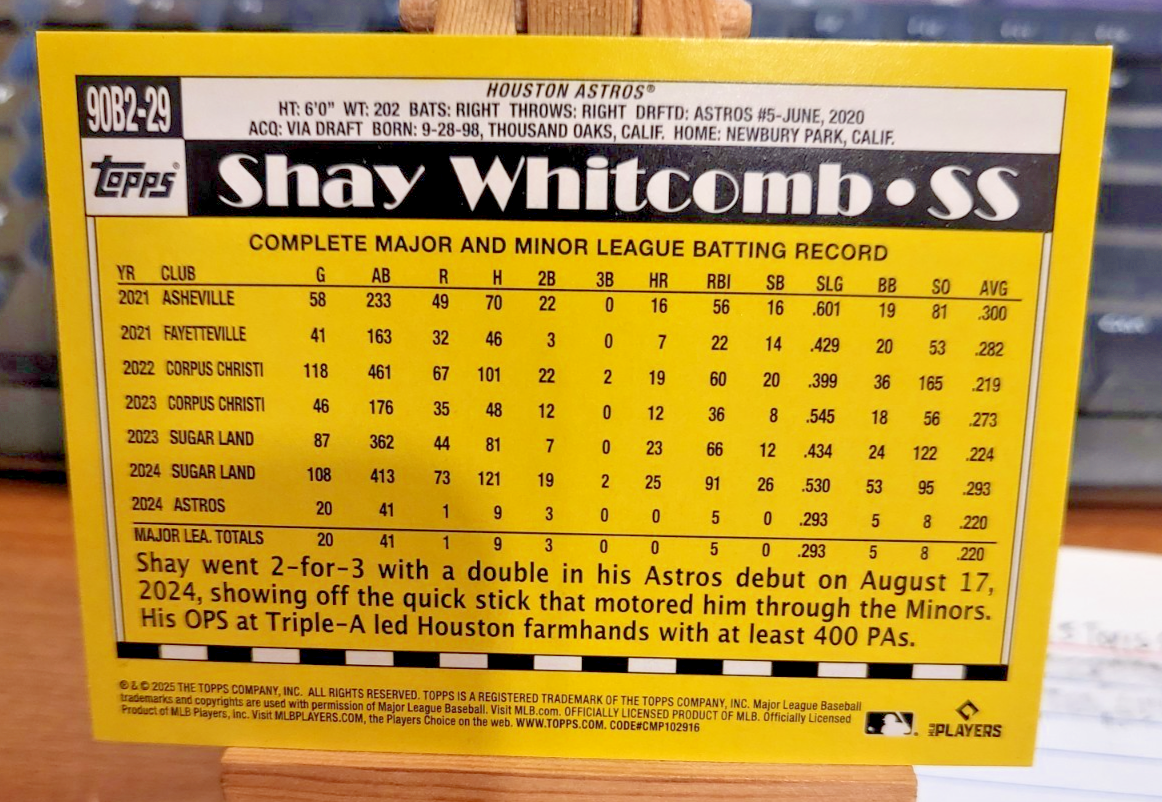 90B2-29
HOUSTON ASTROS®
HT: 6'0" WT: 202 BATS: RIGHT THROWS: RIGHT DRFTD: ASTROS #5-JUNE, 2020
ACQ: VIA DRAFT BORN: 9-28-98, THOUSAND OAKS, CALIF. HOME: NEWBURY PARK, CALIF.
Topps®
Shay Whitcomb • SS
COMPLETE MAJOR AND MINOR LEAGUE BATTING RECORD
YR CLUB G AB R H 2B 3B HR RBI SB SLG BB SO AVG
2021 ASHEVILLE 58 233 49 70 22 0 16 56 16 .601 19 81 .300
2021 FAYETTEVILLE 41 163 32 46 3 0 7 22 14 .429 20 53 .282
2022 CORPUS CHRISTI 118 461 67 101 22 2 19 60 20 .399 36 165 .219
2023 CORPUS CHRISTI 46 176 35 48 12 0 12 36 8 .545 18 56 .273
2023 SUGAR LAND 87 362 44 81 7 0 23 66 12 .434 24 122 .224
2024 SUGAR LAND 108 413 73 121 19 2 25 91 26 .530 53 95 .293
2024 ASTROS 20 41 1 9 3 0 0 5 0 .293 5 8 .220
MAJOR LEA. TOTALS 20 41 1 9 3 0 0 5 0 .293 5 8 .220
Shay went 2-for-3 with a double in his Astros debut on August 17,
2024, showing off the quick stick that motored him through the Minors.
His OPS at Triple-A led Houston farmhands with at least 400 PAs.
® & © 2025 THE TOPPS COMPANY, INC. ALL RIGHTS RESERVED. TOPPS IS A REGISTERED TRADEMARK OF THE TOPPS COMPANY, INC. Major League Baseball
trademarks and copyrights are used with permission of Major League Baseball. Visit MLB.com. OFFICIALLY LICENSED PRODUCT OF MLB. Officially Licensed
Product of MLB Players, Inc. Visit MLBPLAYERS.COM, the Players Choice on the web. WWW.TOPPS.COM. CODE#CMP102916
MLB PLAYERS